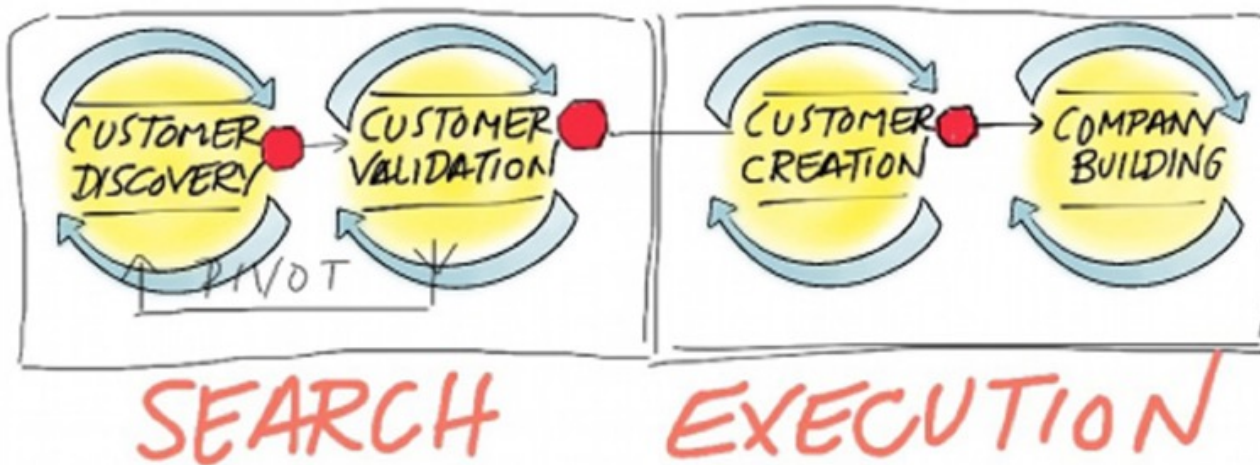 CUSTOMER
DISCOVERY
CUSTOMER
VALIDATION
CUSTOMER
CREATION
COMPANY
BUILDING
PIVOT
SEARCH
EXECUTION